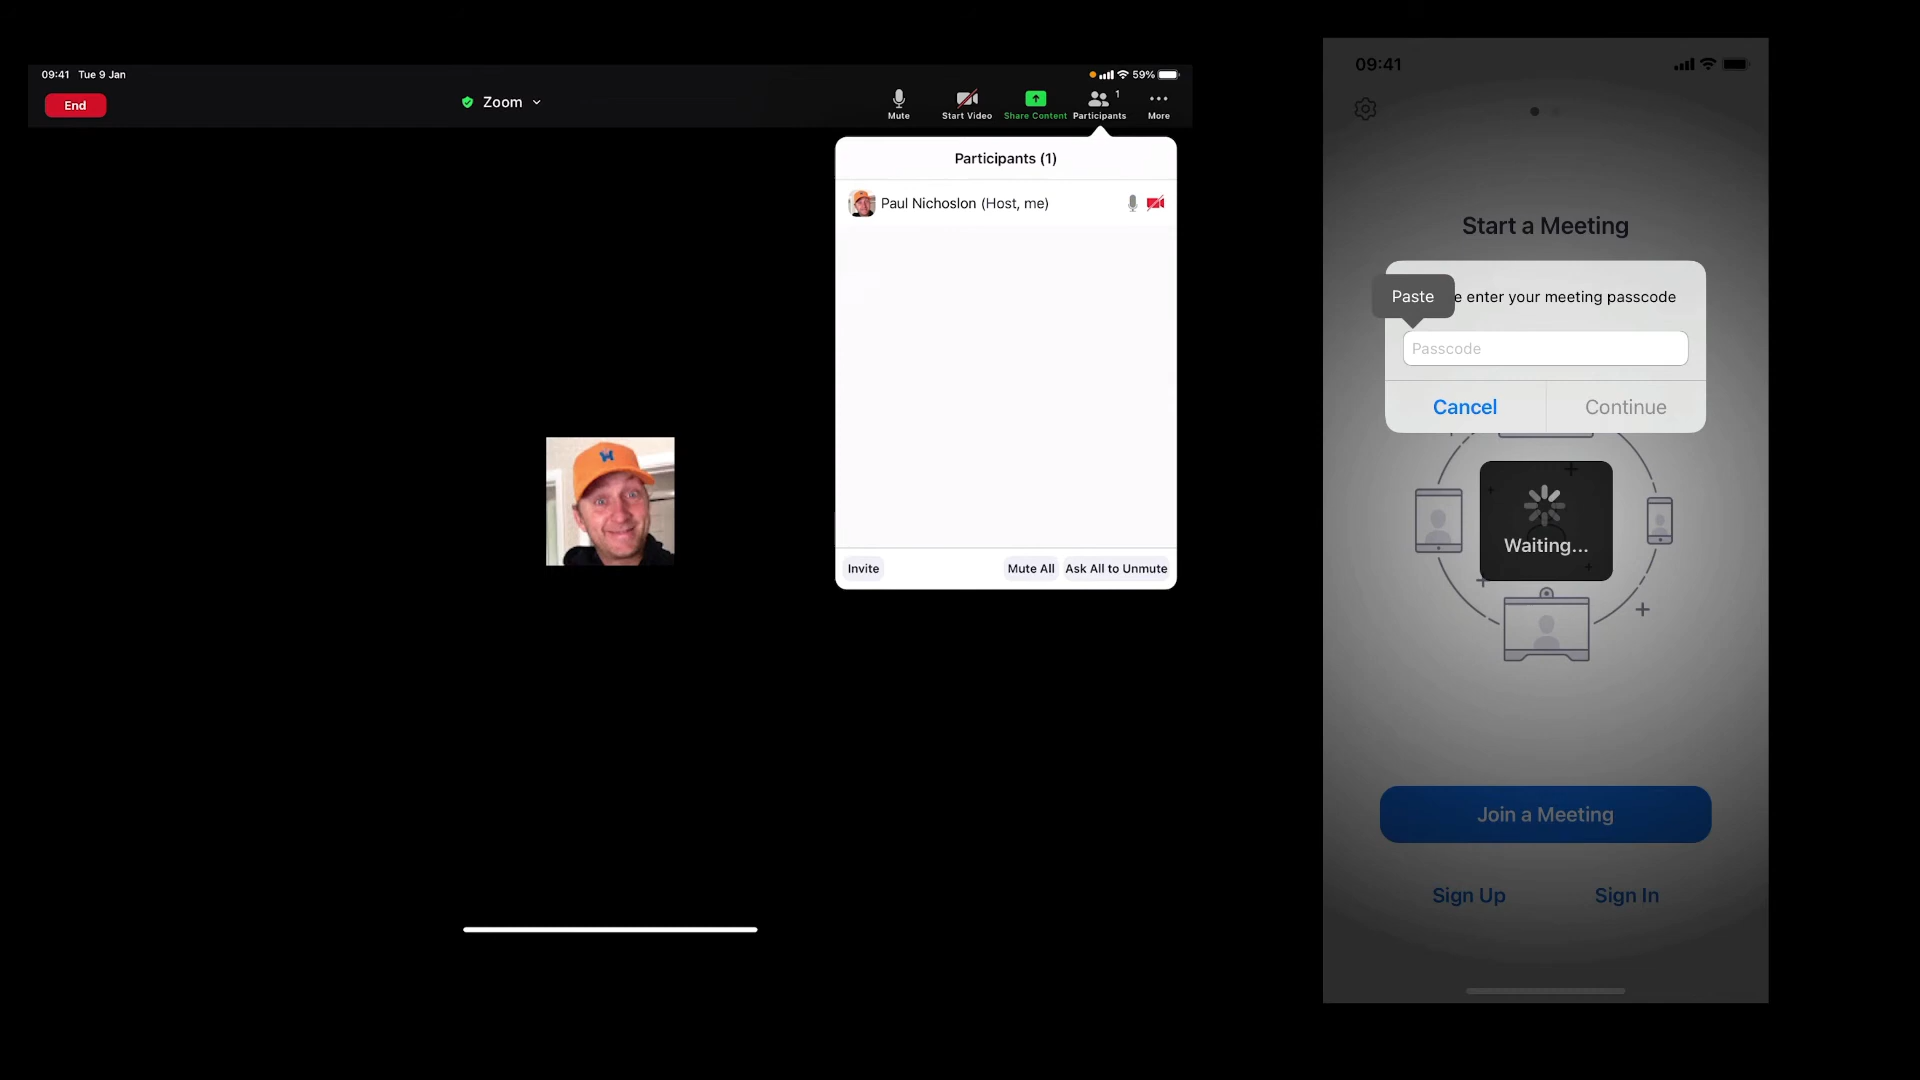 09:41 Tue 9 Jan
59%
End
Zoom
Mute
Start Video
Share Content
Participants
1
More
Participants (1)
Paul Nichoslon (Host, me)
Invite
Mute All
Ask All to Unmute
09:41
Start a Meeting
Paste
e enter your meeting passcode
Passcode
Cancel
Continue
Waiting...
Join a Meeting
Sign Up
Sign In